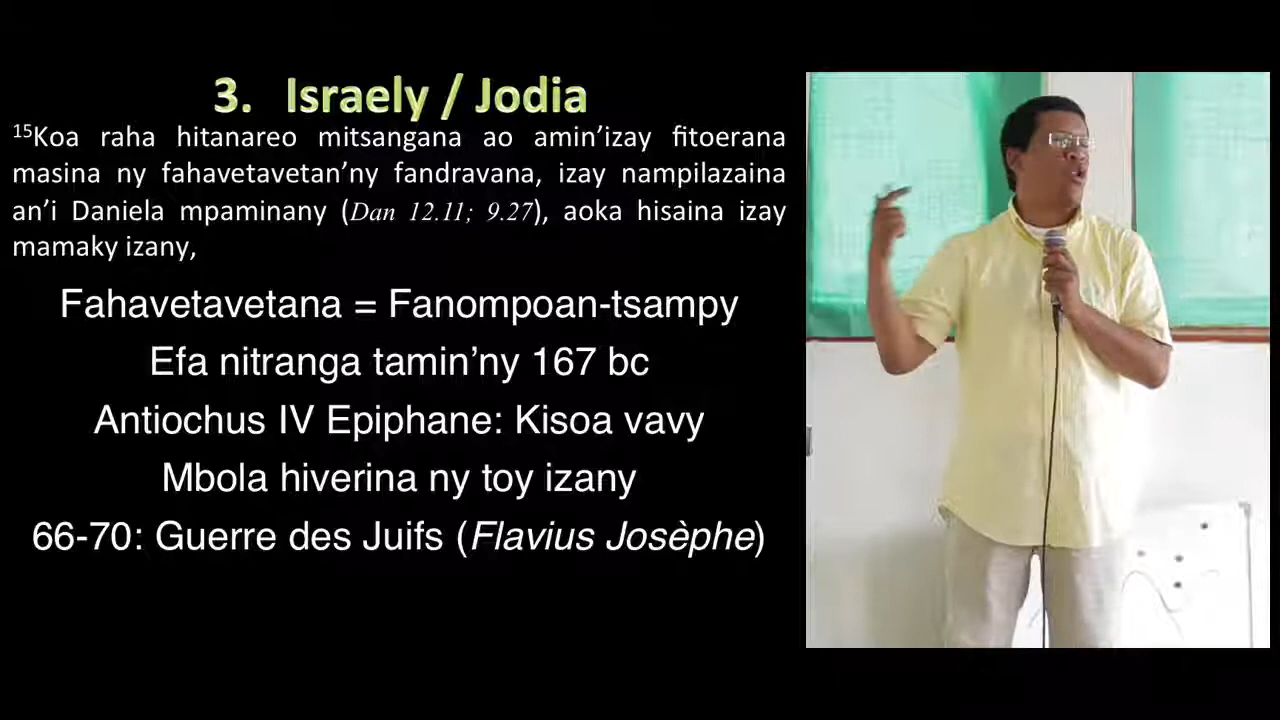 3. Israely / Jodia
15Koa raha hitanareo mitsangana ao amin’izay fitoerana
masina ny fahavetavetan’ny fandravana, izay nampilazaina
an’i Daniela mpaminany (Dan 12.11; 9.27), aoka hisaina izay
mamaky izany,
Fahavetavetana = Fanompoan-tsampy
Efa nitranga tamin’ny 167 bc
Antiochus IV Epiphane: Kisoa vavy
Mbola hiverina ny toy izany
66-70: Guerre des Juifs (Flavius Josèphe)